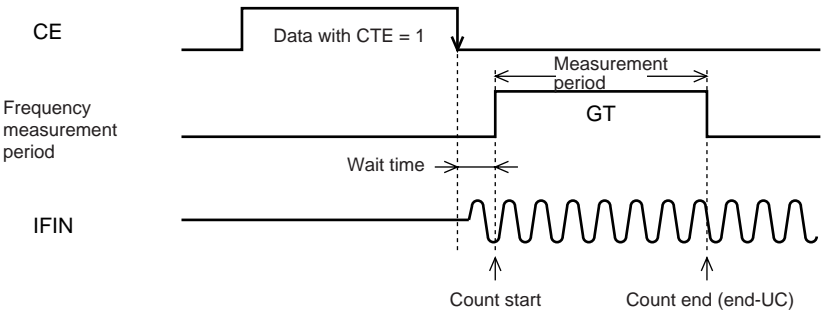 CE
Data with CTE = 1
Measurement
period
Frequency
measurement
period
GT
Wait time
IFIN
Count start
Count end (end-UC)